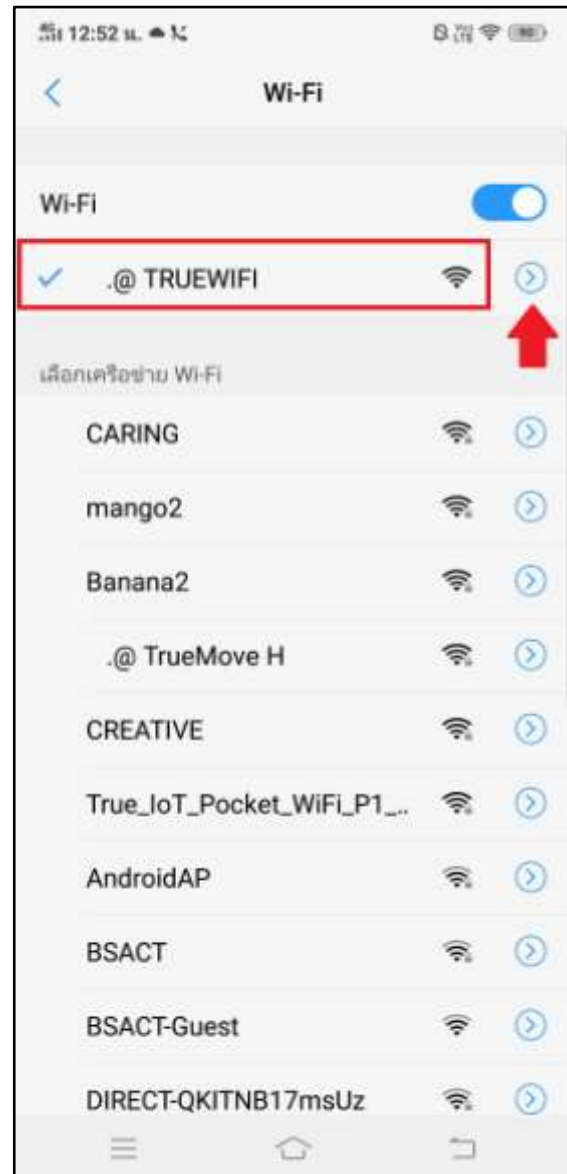 12:52 น.
90
Wi-Fi
Wi-Fi
.@ TRUEWIFI
เลือกเครือข่าย Wi-Fi
CARING
mango2
Banana2
.@ TrueMove H
CREATIVE
True_IoT_Pocket_WiFi_P1_..
AndroidAP
BSACT
BSACT-Guest
DIRECT-QKITNB17msUz